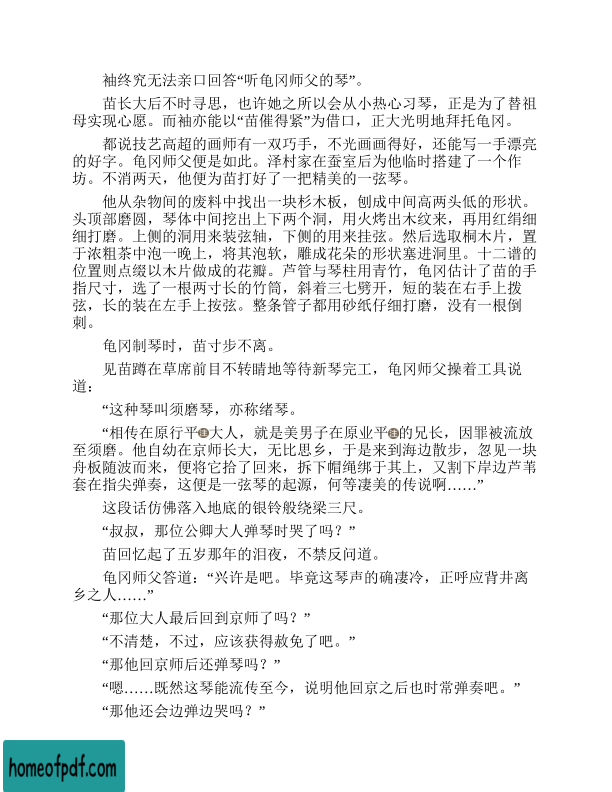 袖终究无法亲口回答“听龟冈师父的琴”。
苗长大后不时寻思，也许她之所以会从小热心习琴，正是为了替祖
母实现心愿。而袖亦能以“苗催得紧”为借口，正大光明地拜托龟冈。
都说技艺高超的画师有一双巧手，不光画画得好，还能写一手漂亮
的好字。龟冈师父便是如此。泽村家在蚕室后为他临时搭建了一个作
坊。不消两天，他便为苗打好了一把精美的一弦琴。
他从杂物间的废料中找出一块杉木板，刨成中间高两头低的形状。
头顶部磨圆，琴体中间挖出上下两个洞，用火烤出木纹来，再用红绢细
细打磨。上侧的洞用来装弦轴，下侧的用来挂弦。然后选取桐木片，置
于浓粗茶中泡一晚上，将其泡软，雕成花朵的形状塞进洞里。十二谱的
位置则点缀以木片做成的花瓣。芦管与琴柱用青竹，龟冈估计了苗的手
指尺寸，选了一根两寸长的竹筒，斜着三七劈开，短的装在右手上拨
弦，长的装在左手上按弦。整条管子都用砂纸仔细打磨，没有一根倒
刺。
龟冈制琴时，苗寸步不离。
见苗蹲在草席前目不转睛地等待新琴完工，龟冈师父操着工具说
道：
“这种琴叫须磨琴，亦称绪琴。
“相传在原行平注大人，就是美男子在原业平注的兄长，因罪被流放
至须磨。他自幼在京师长大，无比思乡，于是来到海边散步，忽见一块
舟板随波而来，便将它拾了回来，拆下帽绳绑于其上，又割下岸边芦苇
套在指尖弹奏，这便是一弦琴的起源，何等凄美的传说啊……”
这段话仿佛落入地底的银铃般绕梁三尺。
“叔叔，那位公卿大人弹琴时哭了吗？”
苗回忆起了五岁那年的泪夜，不禁反问道。
龟冈师父答道：“兴许是吧。毕竟这琴声的确凄冷，正呼应背井离
乡之人……”
“那位大人最后回到京师了吗？”
“不清楚，不过，应该获得赦免了吧。”
“那他回京师后还弹琴吗？”
“嗯……既然这琴能流传至今，说明他回京之后也时常弹奏吧。”
“那他还会边弹边哭吗？”
homeofpdf.com